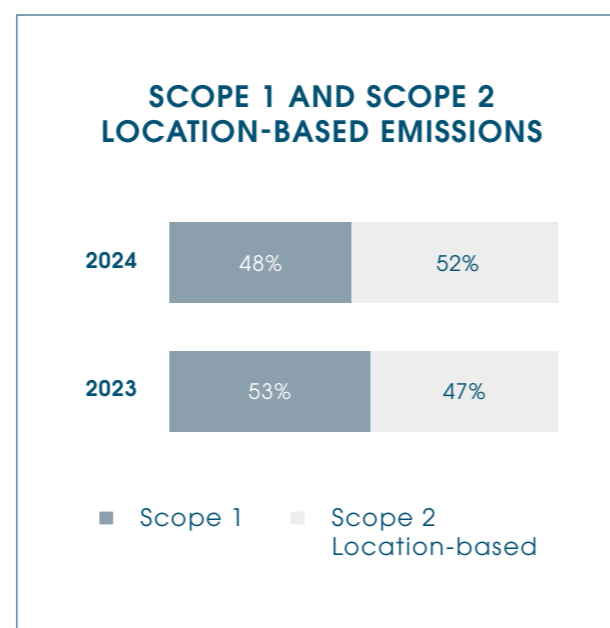 SCOPE 1 AND SCOPE 2
LOCATION-BASED EMISSIONS
2024 48% 52%
2023 53% 47%
Scope 1 Scope 2
Location-based